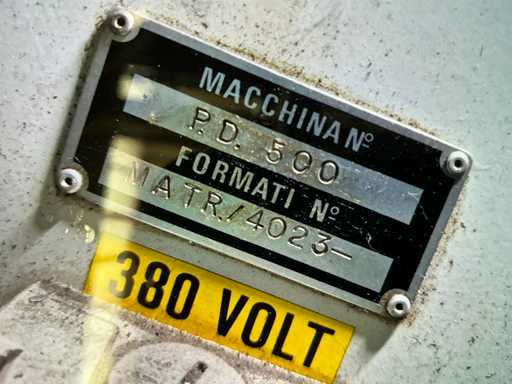 MACCHINA Nº
P.D. 500
FORMATI Nº
MATR./4023-
380 VOLT